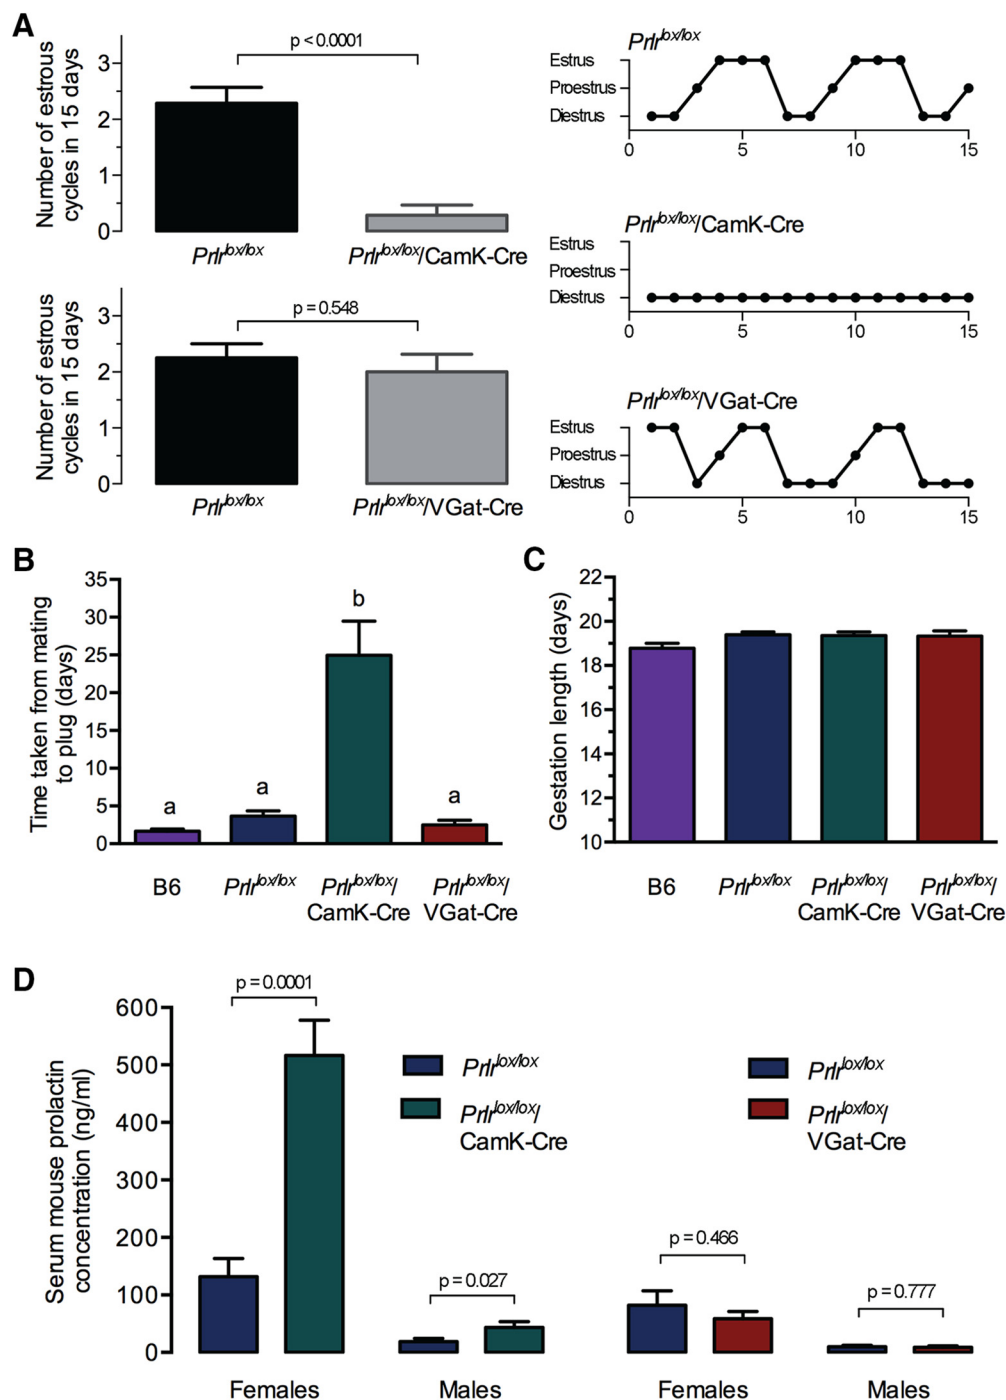 A
Number of estrous
cycles in 15 days
3
2
1
0
p < 0.0001
Prlr^lox/lox
Prlr^lox/lox/CamK-Cre
Prlr^lox/lox
Estrus
Proestrus
Diestrus
0 5 10 15
Prlr^lox/lox/CamK-Cre
Estrus
Proestrus
Diestrus
0 5 10 15
Number of estrous
cycles in 15 days
3
2
1
0
p = 0.548
Prlr^lox/lox
Prlr^lox/lox/VGat-Cre
Prlr^lox/lox/VGat-Cre
Estrus
Proestrus
Diestrus
0 5 10 15
B
Time taken from mating
to plug (days)
35
30
25
20
15
10
5
0
a
a
b
a
B6
Prlr^lox/lox
Prlr^lox/lox/
CamK-Cre
Prlr^lox/lox/
VGat-Cre
C
Gestation length (days)
22
20
18
16
14
12
10
B6
Prlr^lox/lox
Prlr^lox/lox/
CamK-Cre
Prlr^lox/lox/
VGat-Cre
D
Serum mouse prolactin
concentration (ng/ml)
600
500
400
300
200
100
0
p = 0.0001
p = 0.027
p = 0.466
p = 0.777
Prlr^lox/lox
Prlr^lox/lox/
CamK-Cre
Prlr^lox/lox
Prlr^lox/lox/
VGat-Cre
Females
Males
Females
Males